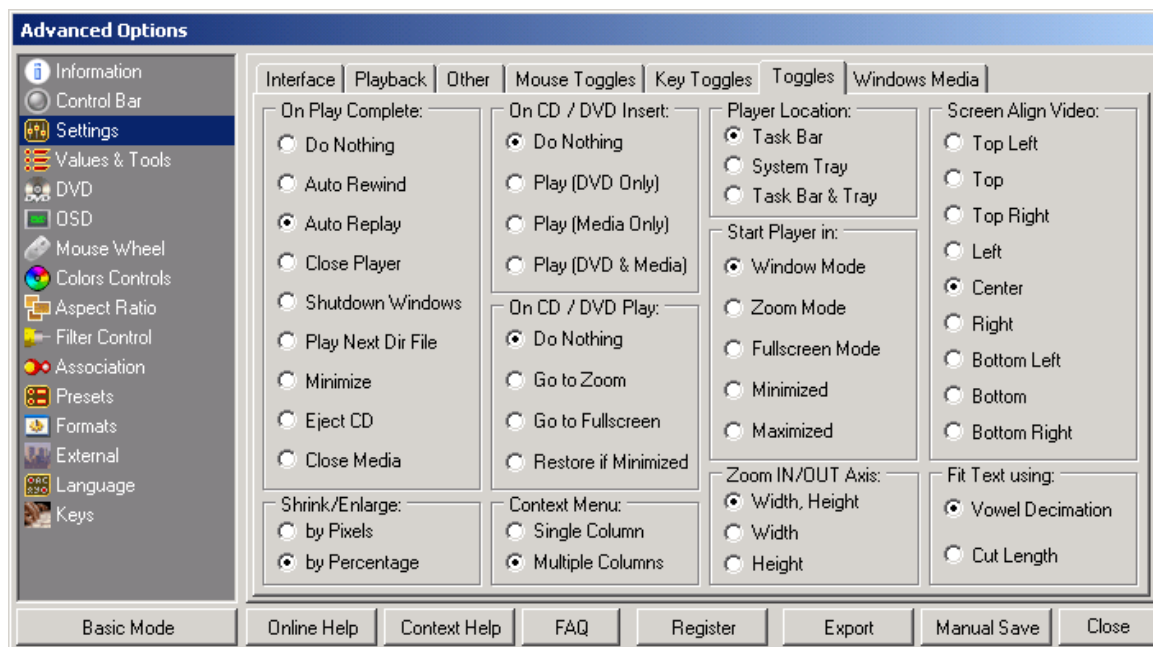 Advanced Options
Information
Control Bar
Settings
Values & Tools
DVD
OSD
Mouse Wheel
Colors Controls
Aspect Ratio
Filter Control
Association
Presets
Formats
External
Language
Keys
Basic Mode
Interface
Playback
Other
Mouse Toggles
Key Toggles
Toggles
Windows Media
On Play Complete:
Do Nothing
Auto Rewind
Auto Replay
Close Player
Shutdown Windows
Play Next Dir File
Minimize
Eject CD
Close Media
Shrink/Enlarge:
by Pixels
by Percentage
On CD / DVD Insert:
Do Nothing
Play (DVD Only)
Play (Media Only)
Play (DVD & Media)
On CD / DVD Play:
Do Nothing
Go to Zoom
Go to Fullscreen
Restore if Minimized
Context Menu:
Single Column
Multiple Columns
Player Location:
Task Bar
System Tray
Task Bar & Tray
Start Player in:
Window Mode
Zoom Mode
Fullscreen Mode
Minimized
Maximized
Zoom IN/OUT Axis:
Width, Height
Width
Height
Screen Align Video:
Top Left
Top
Top Right
Left
Center
Right
Bottom Left
Bottom
Bottom Right
Fit Text using:
Vowel Decimation
Cut Length
Online Help
Context Help
FAQ
Register
Export
Manual Save
Close